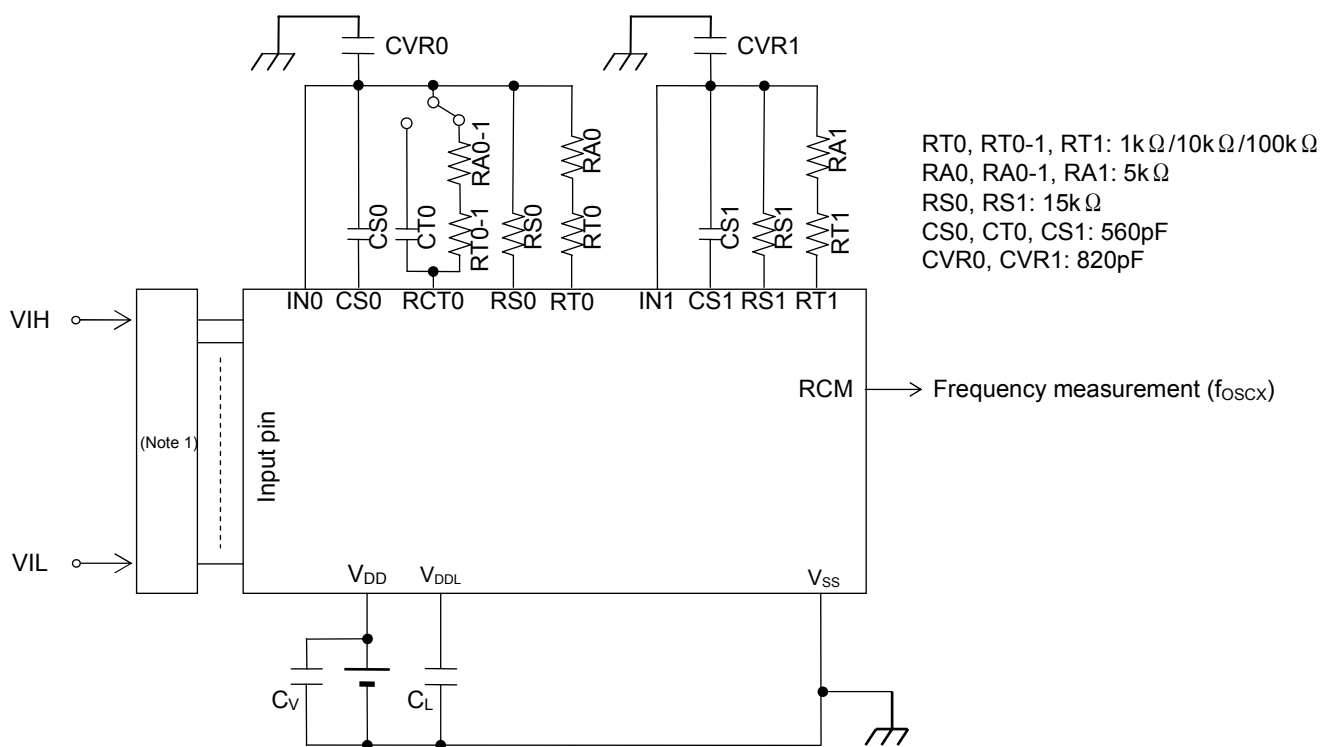 CVR0
CVR1
CS0
CT0
RA0-1
RT0-1
RS0
RA0
RT0
CS1
RS1
RA1
RT1
RT0, RT0-1, RT1: 1kΩ/10kΩ/100kΩ
RA0, RA0-1, RA1: 5kΩ
RS0, RS1: 15kΩ
CS0, CT0, CS1: 560pF
CVR0, CVR1: 820pF
IN0 CS0 RCT0 RS0 RT0
IN1 CS1 RS1 RT1
VIH
(Note 1)
Input pin
RCM
Frequency measurement (fOSCX)
VIL
VDD
VDDL
VSS
CV
CL